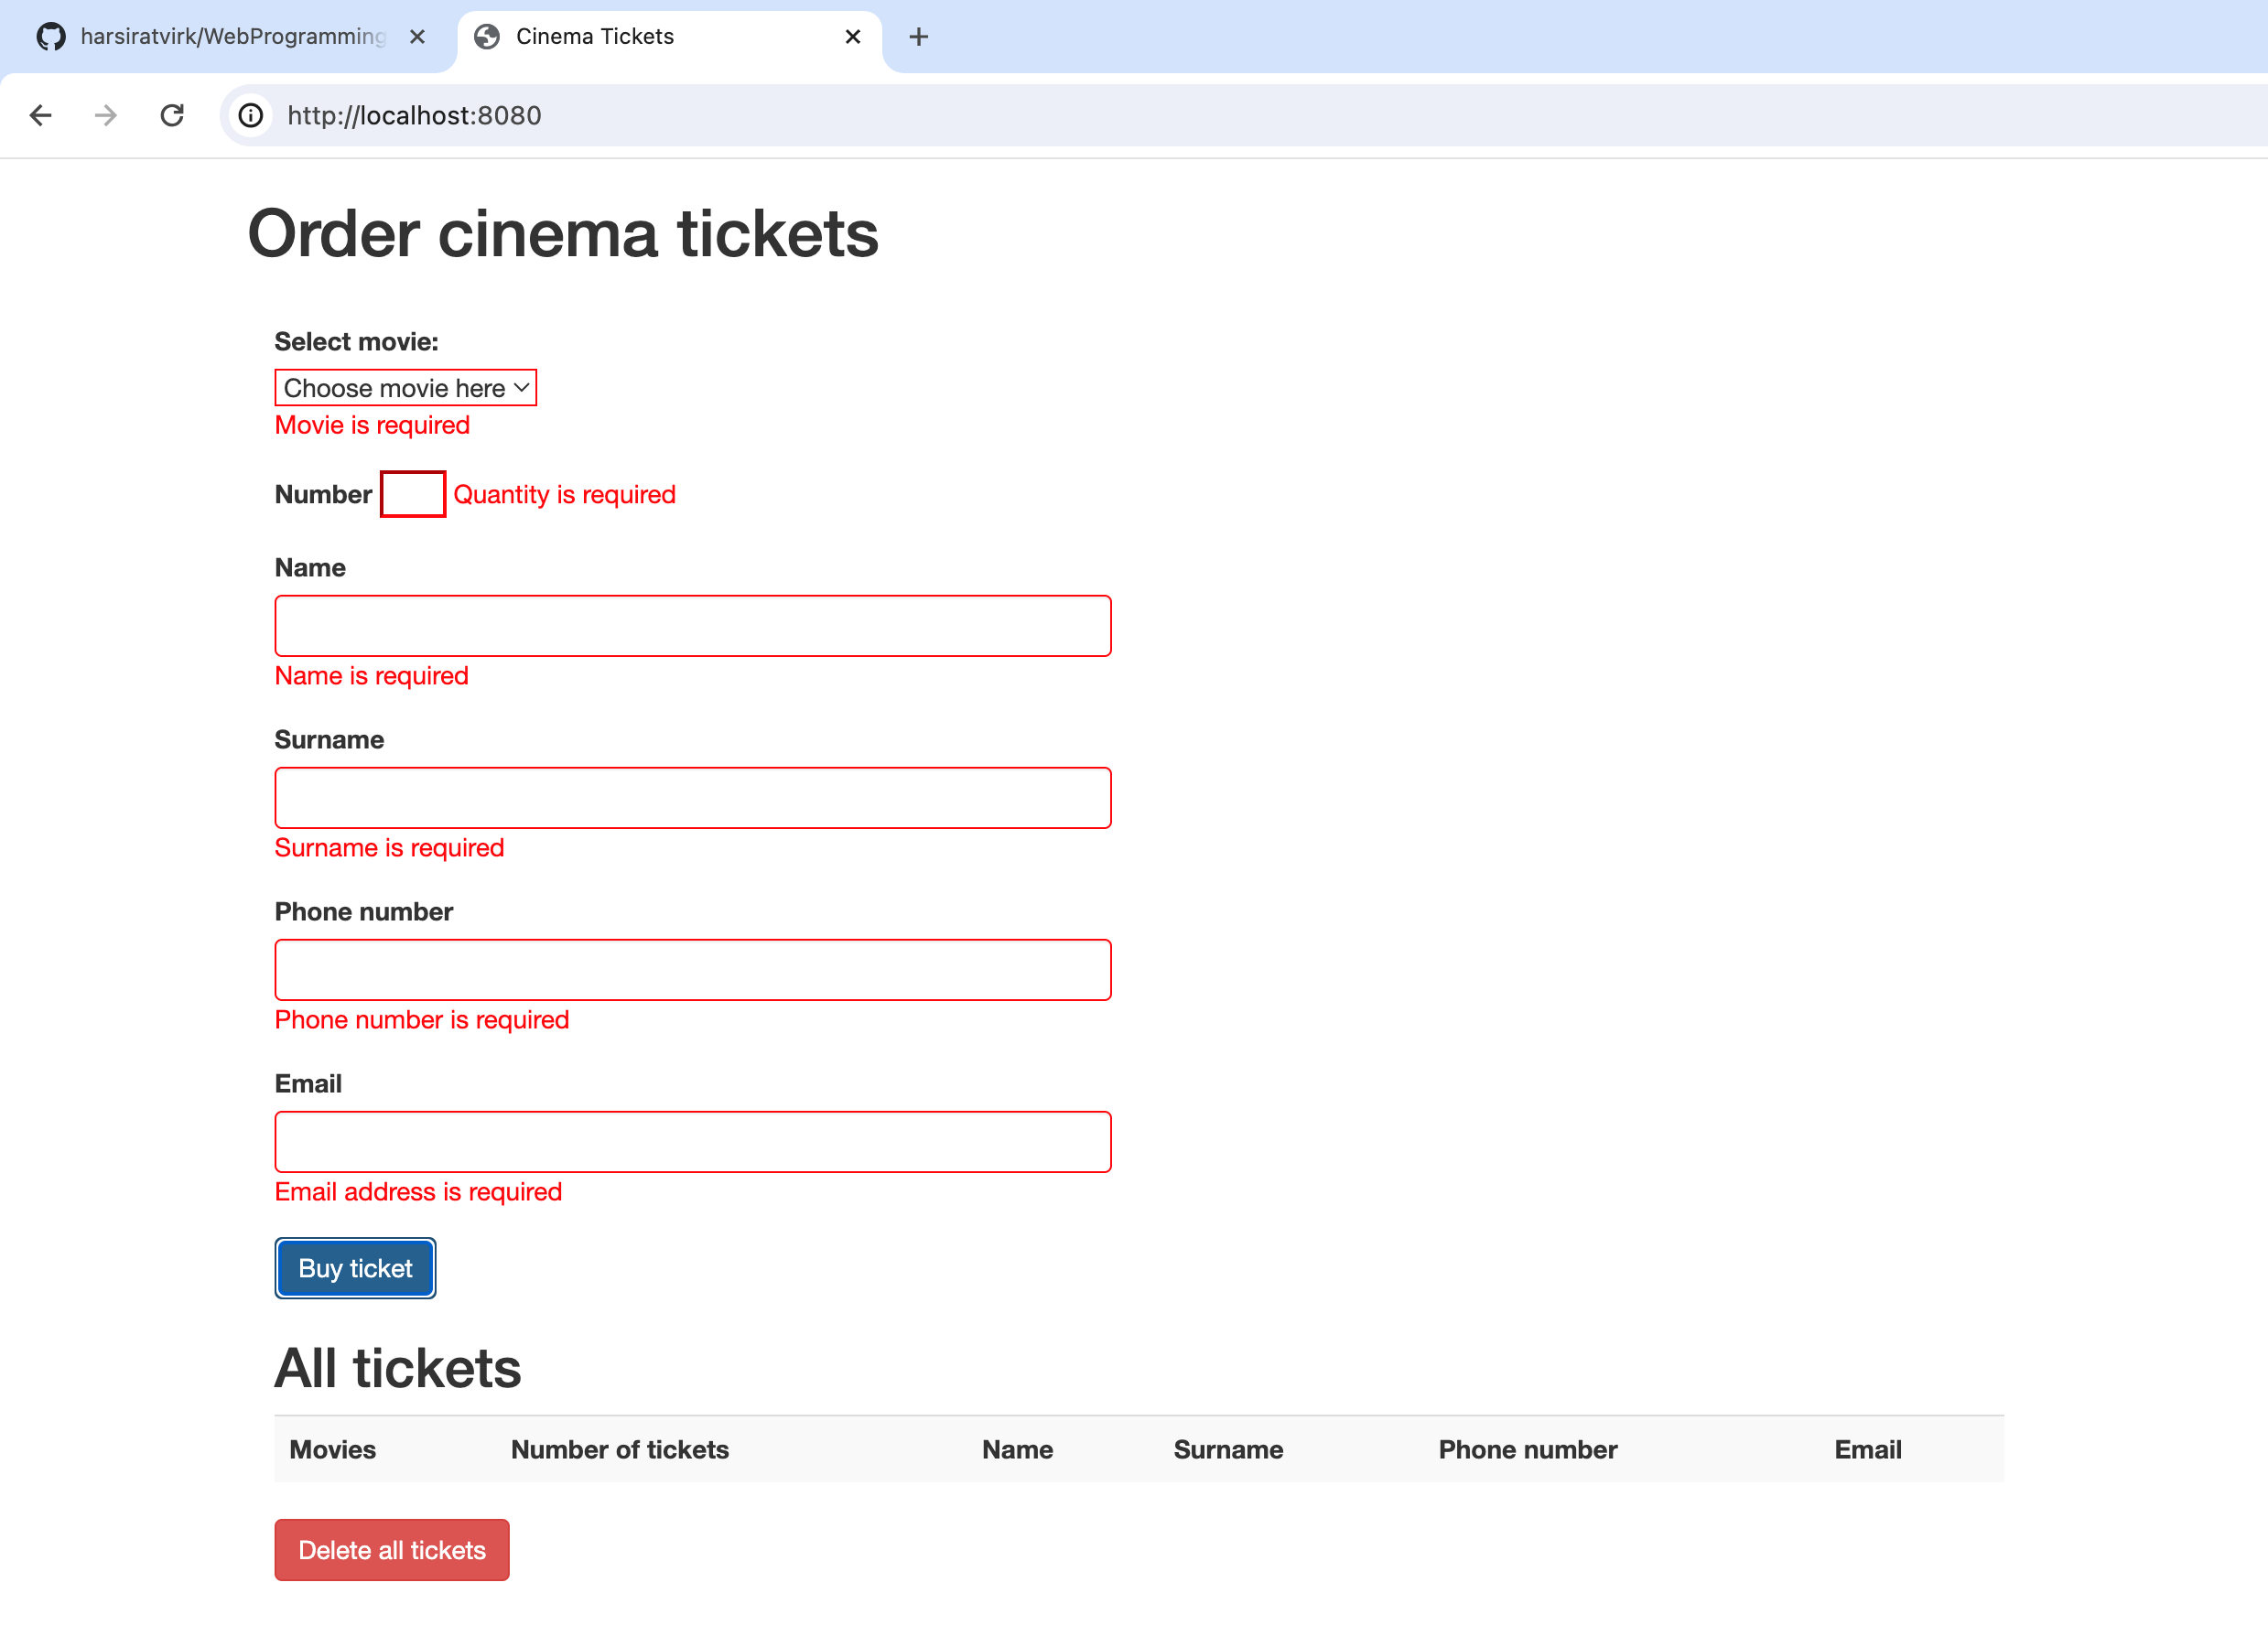 harsiratvirk/WebProgramming
Cinema Tickets
http://localhost:8080
Order cinema tickets
Select movie:
Choose movie here
Movie is required
Number Quantity is required
Name
Name is required
Surname
Surname is required
Phone number
Phone number is required
Email
Email address is required
Buy ticket
All tickets
Movies Number of tickets Name Surname Phone number Email
Delete all tickets